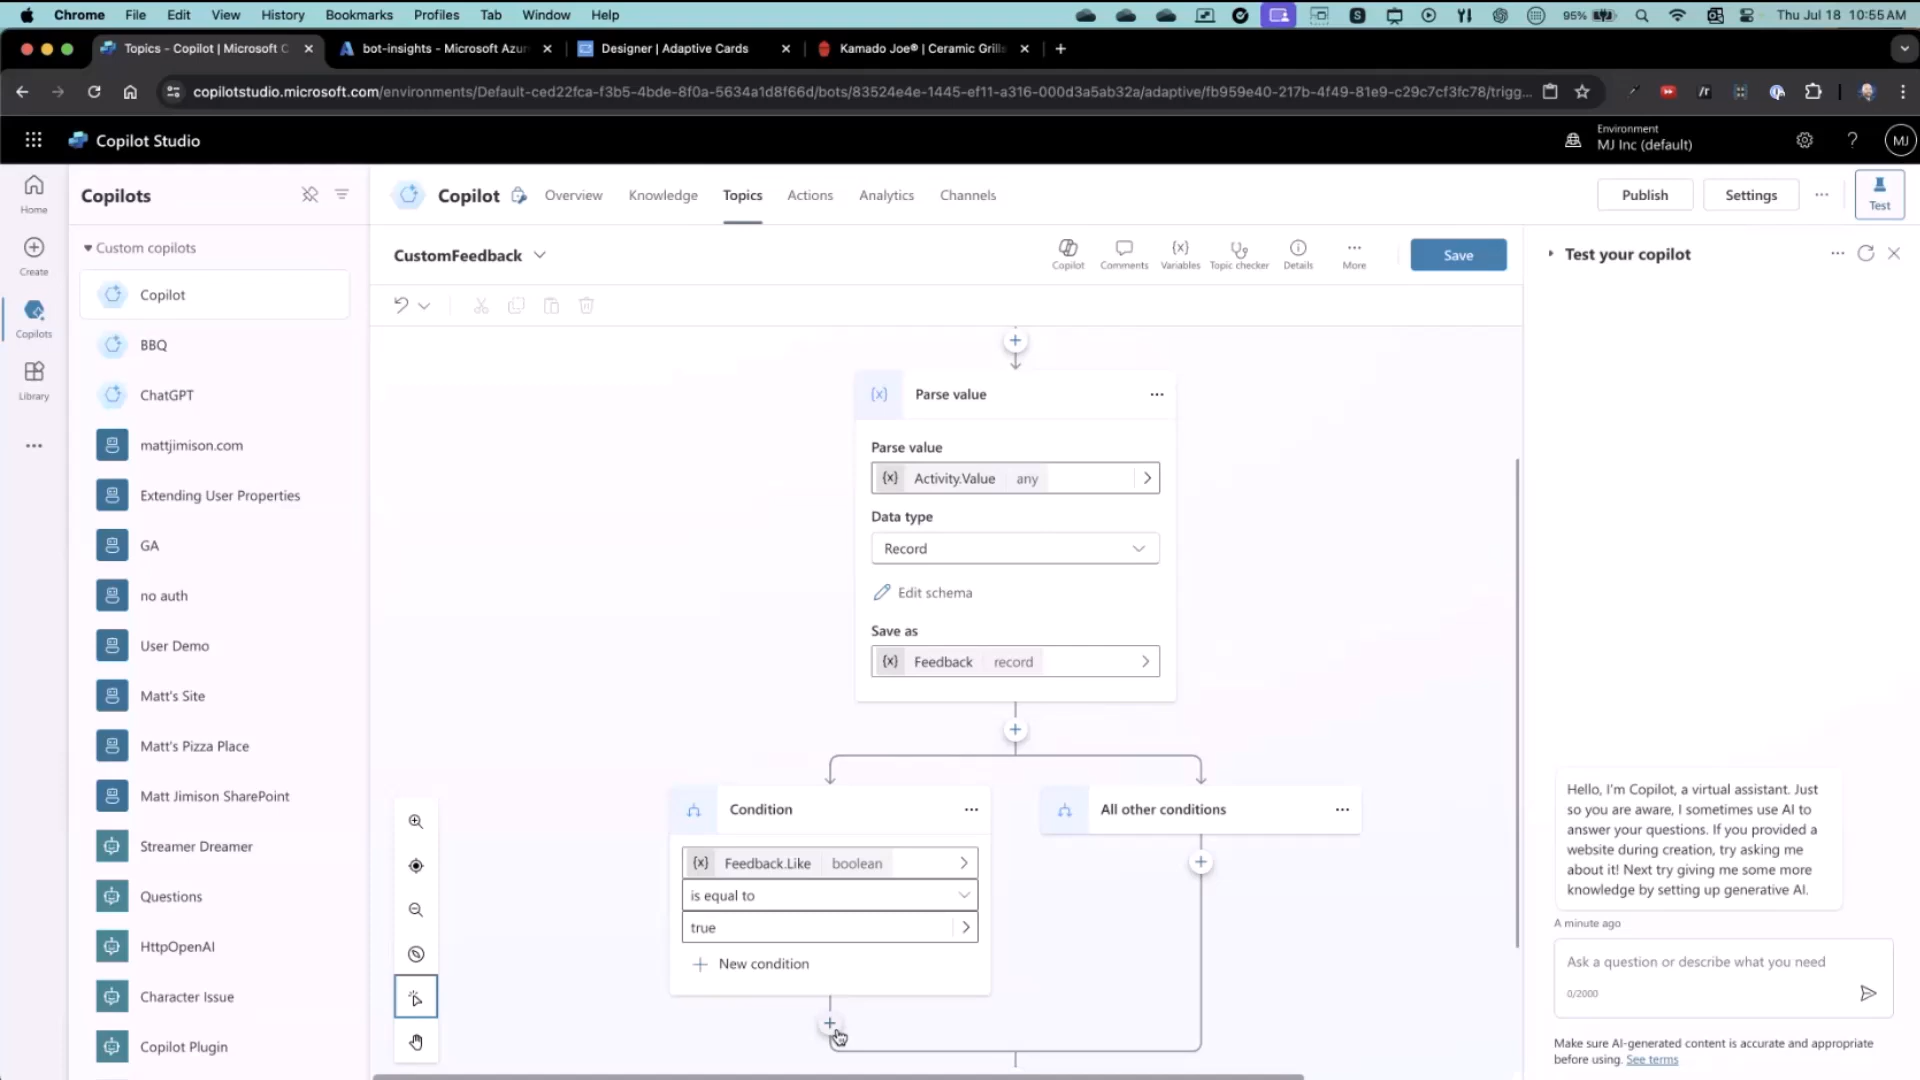 Chrome File Edit View History Bookmarks Profiles Tab Window Help 95% Thu Jul 18 10:55 AM
Topics - Copilot | Microsoft C
bot-insights - Microsoft Azur
Designer | Adaptive Cards
Kamado Joe® | Ceramic Grills
copilotstudio.microsoft.com/environments/Default-ced22fca-f3b5-4bde-8f0a-5634a1d8f66d/bots/83524e4e-1445-ef11-a316-000d3a5ab32a/adaptive/fb959e40-217b-4f49-81e9-c29c7cf3fc78/trigg...
Copilot Studio
Environment
MJ Inc (default)
MJ
Home
Create
Copilots
Library
Copilots
Custom copilots
Copilot
BBQ
ChatGPT
mattjimison.com
Extending User Properties
GA
no auth
User Demo
Matt's Site
Matt's Pizza Place
Matt Jimison SharePoint
Streamer Dreamer
Questions
HttpOpenAI
Character Issue
Copilot Plugin
Copilot Overview Knowledge Topics Actions Analytics Channels
Publish Settings ... Test
CustomFeedback
Copilot Comments Variables Topic checker Details More
Save
Parse value
Parse value
{x} Activity.Value any
Data type
Record
Edit schema
Save as
{x} Feedback record
Condition
{x} Feedback.Like boolean
is equal to
true
New condition
All other conditions
Test your copilot
Hello, I'm Copilot, a virtual assistant. Just
so you are aware, I sometimes use AI to
answer your questions. If you provided a
website during creation, try asking me
about it! Next try giving me some more
knowledge by setting up generative AI.
A minute ago
Ask a question or describe what you need
0/2000
Make sure AI-generated content is accurate and appropriate
before using. See terms